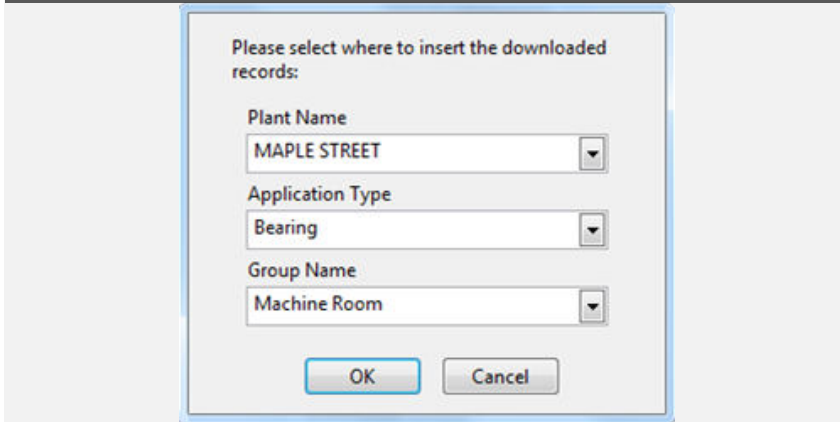 Please select where to insert the downloaded
records:
Plant Name
MAPLE STREET
Application Type
Bearing
Group Name
Machine Room
OK
Cancel